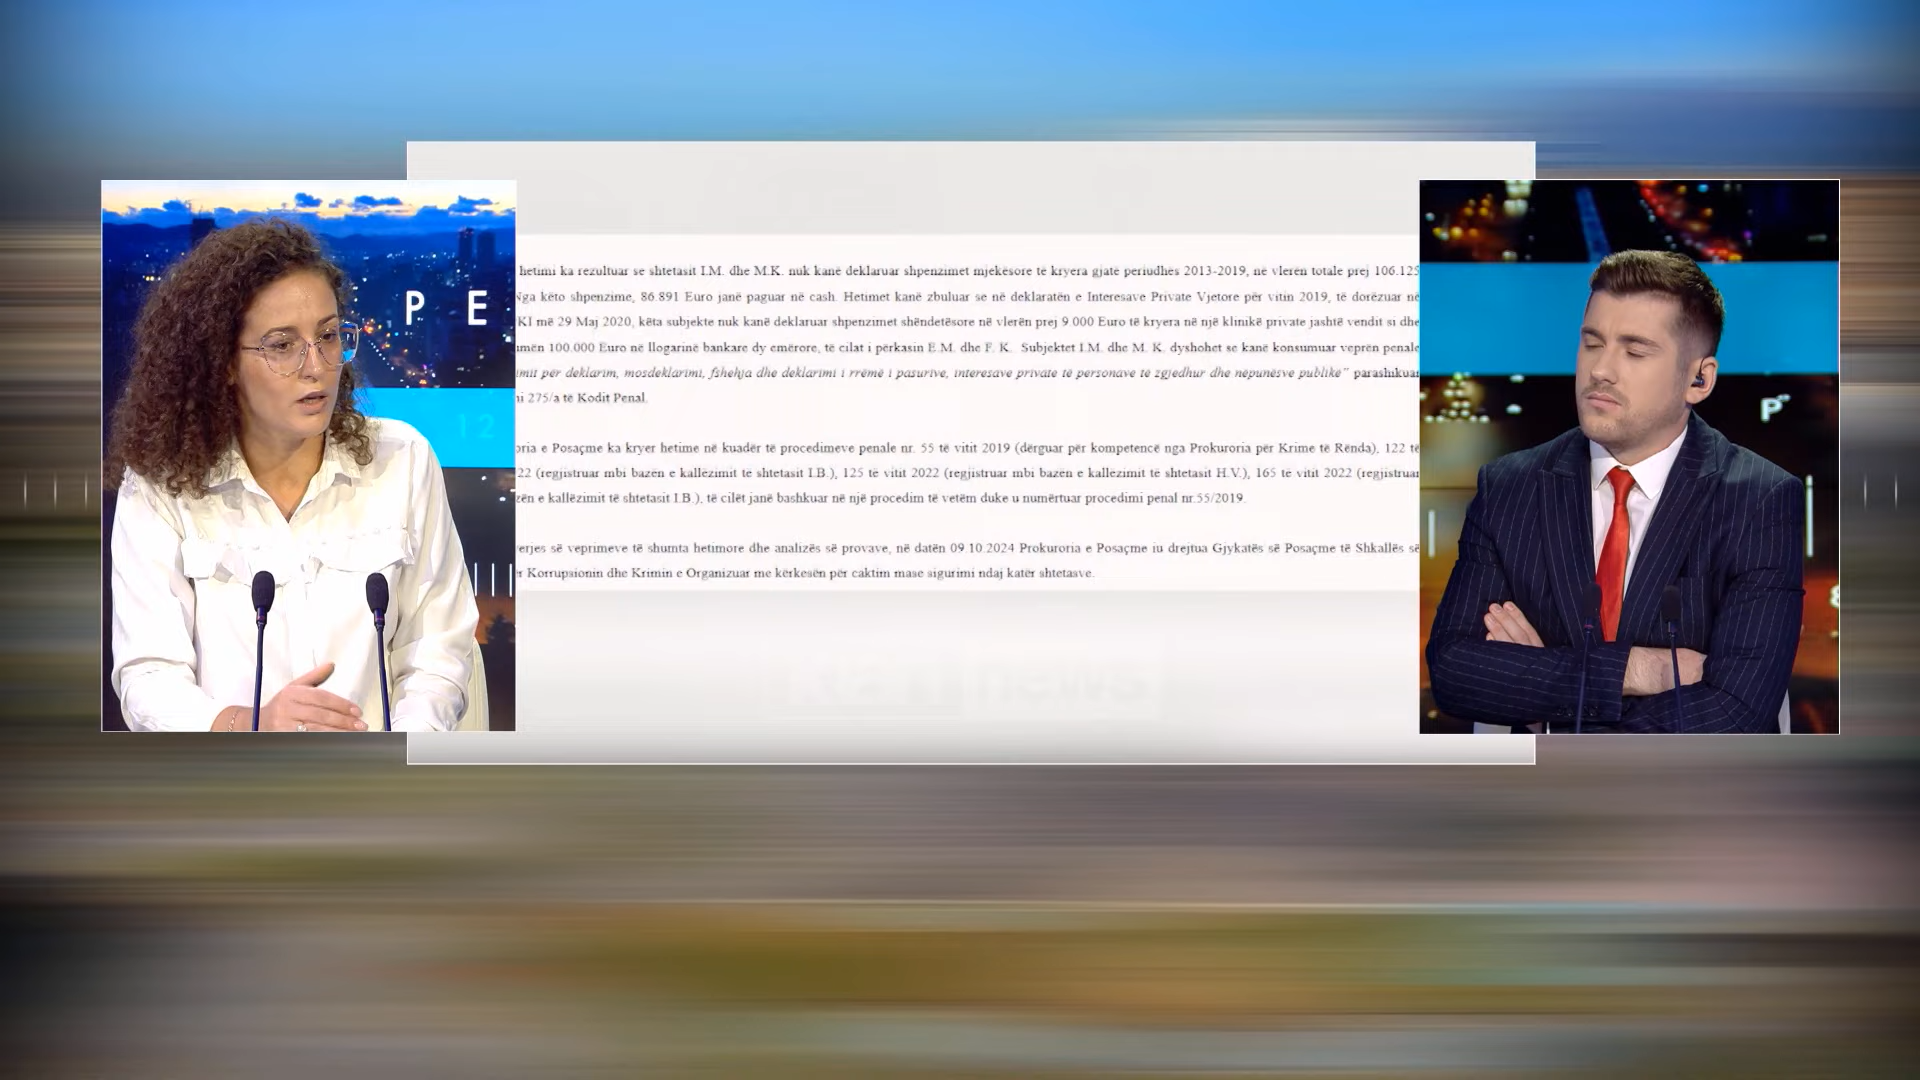 P E
12
hetimi ka rezultuar se shtetasit I.M. dhe M.K. nuk kanë deklaruar shpenzimet mjekësore të kryera gjatë periudhës 2013-2019, në vlerën totale prej 106.125
Nga këto shpenzime, 86.891 Euro janë paguar në cash. Hetimet kanë zbuluar se në deklaratën e Interesave Private Vjetore për vitin 2019, të dorëzuar në
KI më 29 Maj 2020, këta subjekte nuk kanë deklaruar shpenzimet shëndetësore në vlerën prej 9.000 Euro të kryera në një klinikë private jashtë vendit si dhe
100.000 Euro në llogarinë bankare dy emërore, të cilat i përkasin E.M. dhe F. K. Subjektet I.M. dhe M. K. dyshohet se kanë konsumuar veprën penale
imit për deklarim, mosdeklarimi, fshehja dhe deklarimi i rremë i pasurive, interesave private të personave të zgjedhur dhe nëpunësve publikë" parashikuar
i 275/a të Kodit Penal.
ria e Posaçme ka kryer hetime në kuadër të procedimeve penale nr. 55 të vitit 2019 (dërguar për kompetencë nga Prokuroria për Krime të Rënda), 122 të
22 (regjistruar mbi bazën e kallëzimit të shtetasit I.B.), 125 të vitit 2022 (regjistruar mbi bazën e kallëzimit të shtetasit H.V.), 165 të vitit 2022 (regjistruar
zën e kallëzimit të shtetasit I.B.), të cilët janë bashkuar në një procedim të vetëm duke u numërtuar procedimi penal nr.55/2019.
erjes së veprimeve të shumta hetimore dhe analizës së provave, në datën 09.10.2024 Prokuroria e Posaçme iu drejtua Gjykatës së Posaçme të Shkallës së
r Korrupsionin dhe Krimin e Organizuar me kërkesën për caktim mase sigurimi ndaj katër shtetasve.
P